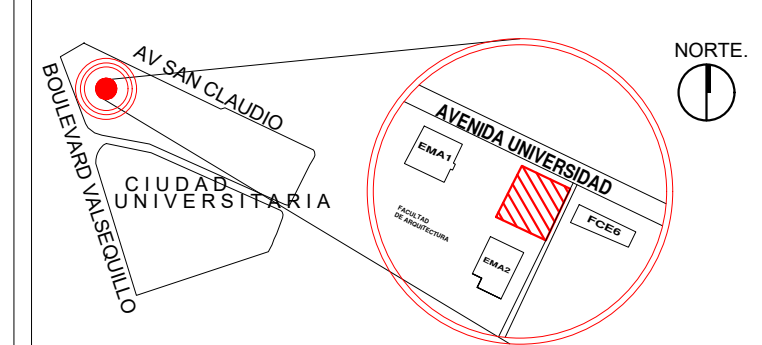 NORTE.
AV SAN CLAUDIO
BOULEVARD VALSEQUILLO
CIUDAD
UNIVERSITARIA
AVENIDA UNIVERSIDAD
EMA1
FACULTAD
DE ARQUITECTURA
EMA2
FCE6